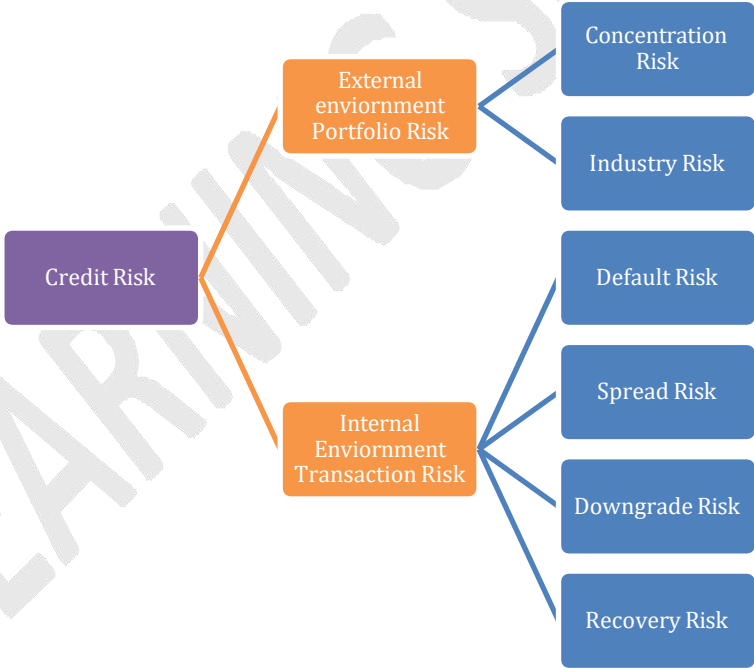 Concentration
Risk
External
enviornment
Portfolio Risk
Industry Risk
Credit Risk
Default Risk
Spread Risk
Internal
Enviornment
Transaction Risk
Downgrade Risk
Recovery Risk